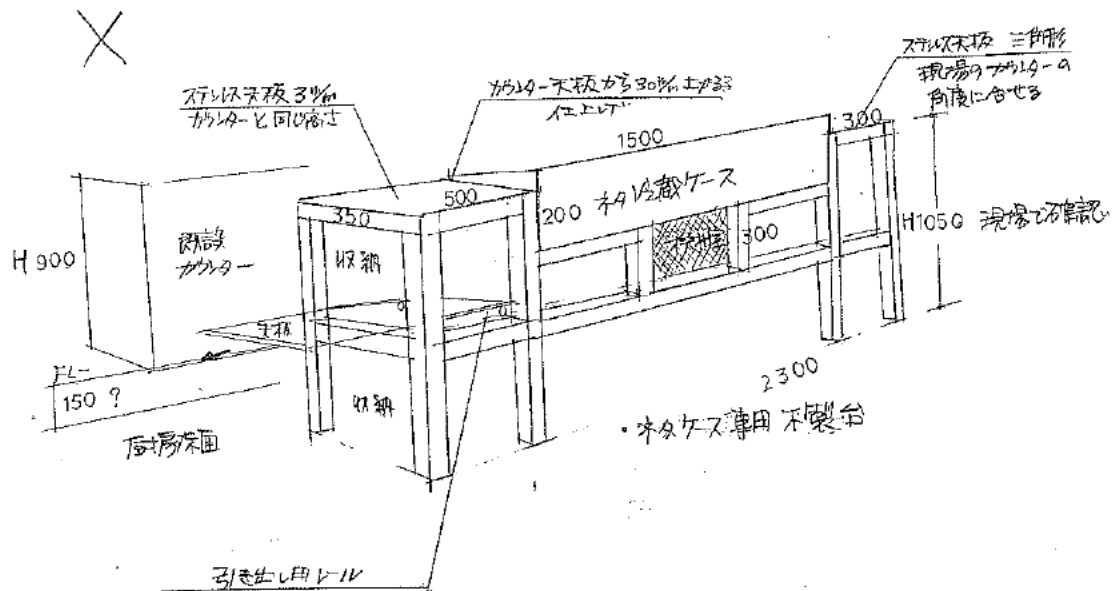 ステンレス天板 三角形
現場のカウンターの
角度に合せる
ステンレス天板 3㎜
カウンターと同じ高さ
カウンター天板から30㎜上がる
仕上げ
1500
300
500
350
200
ネタ冷蔵ケース
300
H1050 現場で確認
H900
既設
カウンター
収納
天板
FL
150 ?
収納
厨房床面
2300
・ネタケース専用 木製台
引き出し用レール